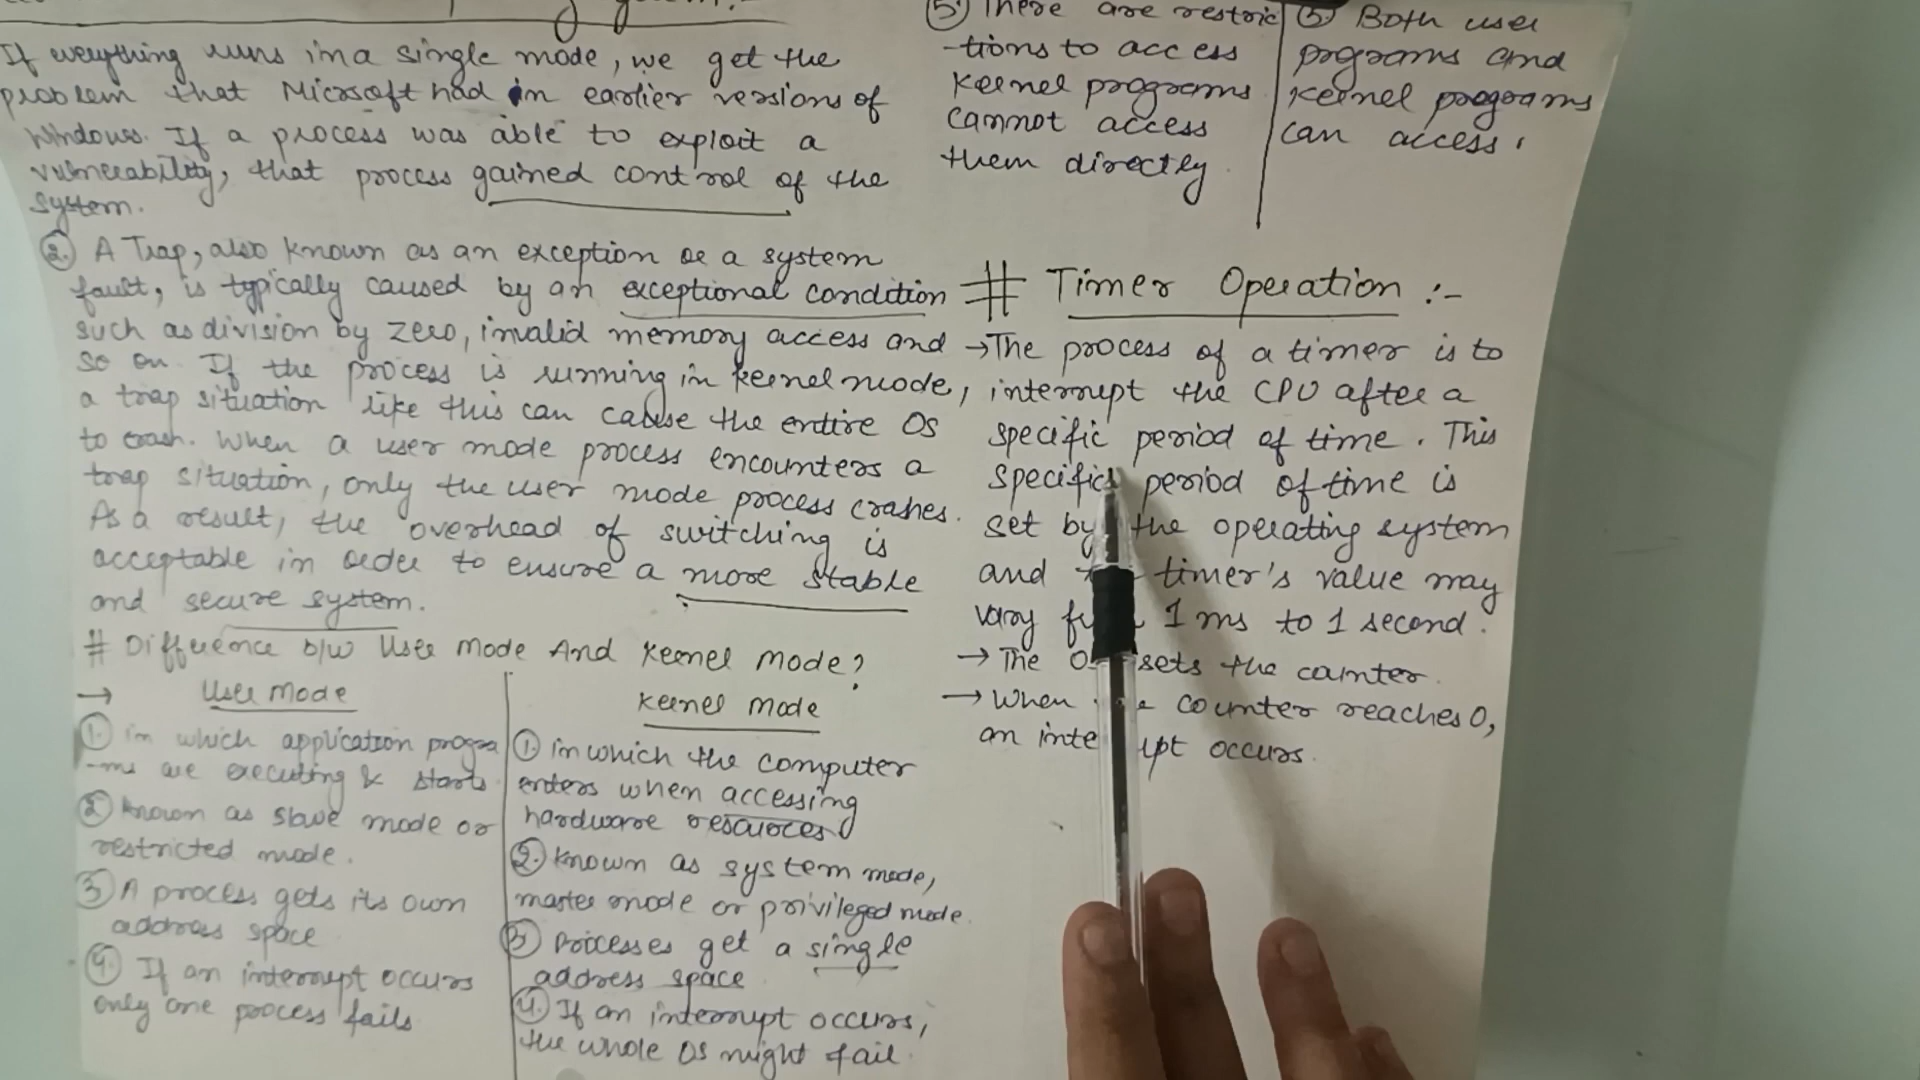 If everything runs in a single mode, we get the
problem that Microsoft had in earlier versions of
Windows. If a process was able to exploit a
vulnerability, that process gained control of the
system.
2. A Trap, also known as an exception or a system
fault, is typically caused by an exceptional condition
such as division by zero, invalid memory access and
so on. If the process is running in kernel mode,
a trap situation like this can cause the entire OS
to crash. When a user mode process encounters a
trap situation, only the user mode process crashes.
As a result, the overhead of switching is
acceptable in order to ensure a more stable
and secure system.
# Difference b/w User Mode And Kernel Mode?
→ User Mode
1. in which application progra
-ms are executing & starts
2. Known as slave mode or
restricted mode.
3 A process gets its own
address space
4. If an interrupt occurs
only one process fails
Kernel Mode
1 in which the computer
enters when accessing
hardware resources
2. Known as system mode,
master mode or privileged mode.
3 Processes get a single
address space
4. If an interrupt occurs,
the whole OS might fail.
5. There are restric
-tions to access
kernel programs
cannot access
them directly.
5. Both user
programs and
kernel programs
can access.
# Timer Operation :-
→ The process of a timer is to
interrupt the CPU after a
specific period of time. This
specific period of time is
set by the operating system
and timer's value may
vary 1 ms to 1 second.
→ The sets the counter.
→ When counter reaches 0,
an occurs.